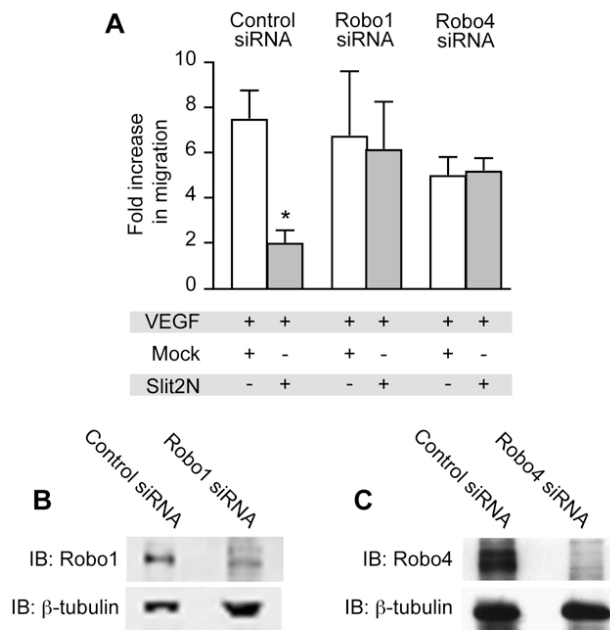 A
Control siRNA
Robo1 siRNA
Robo4 siRNA
Fold increase in migration
8
6
4
2
0
*
VEGF + + + + + +
Mock + - + - + -
Slit2N - + - + - +
B
Control siRNA
Robo1 siRNA
IB: Robo1
IB: β-tubulin
C
Control siRNA
Robo4 siRNA
IB: Robo4
IB: β-tubulin